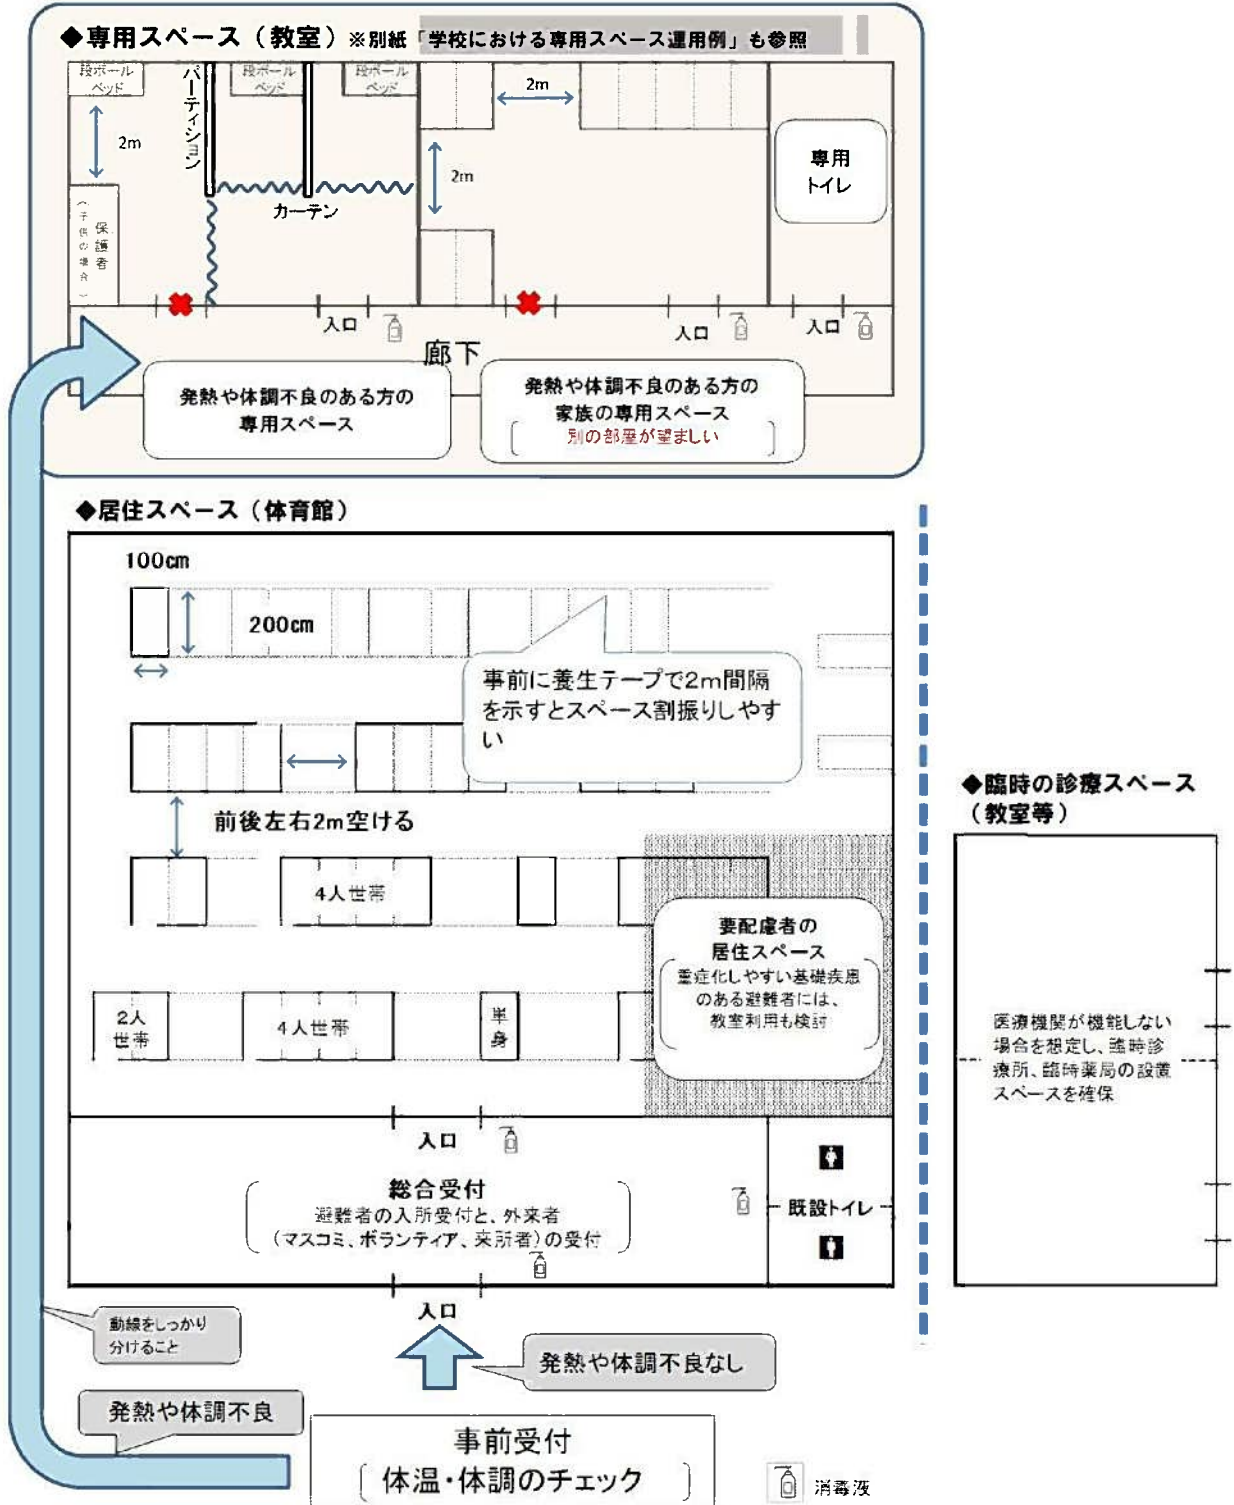 ◆専用スペース（教室）※別紙「学校における専用スペース運用例」も参照
段ボール
ベッド
パーティション
段ボール
ベッド
段ボール
ベッド
2m
2m
2m
専用
トイレ
保護者
（子供の場合）
カーテン
入口
入口
入口
廊下
発熱や体調不良のある方の
専用スペース
発熱や体調不良のある方の
家族の専用スペース
別の部屋が望ましい
◆居住スペース（体育館）
100cm
200cm
事前に養生テープで2m間隔
を示すとスペース割振りしやす
い
前後左右2m空ける
4人世帯
2人
世帯
4人世帯
単身
要配慮者の
居住スペース
重症化しやすい基礎疾患
のある避難者には、
教室利用も検討
入口
総合受付
避難者の入所受付と、外来者
（マスコミ、ボランティア、来所者）の受付
既設トイレ
入口
◆臨時の診療スペース
（教室等）
医療機関が機能しない
場合を想定し、臨時診
療所、臨時薬局の設置
スペースを確保
動線をしっかり
分けること
発熱や体調不良なし
発熱や体調不良
事前受付
体温・体調のチェック
消毒液